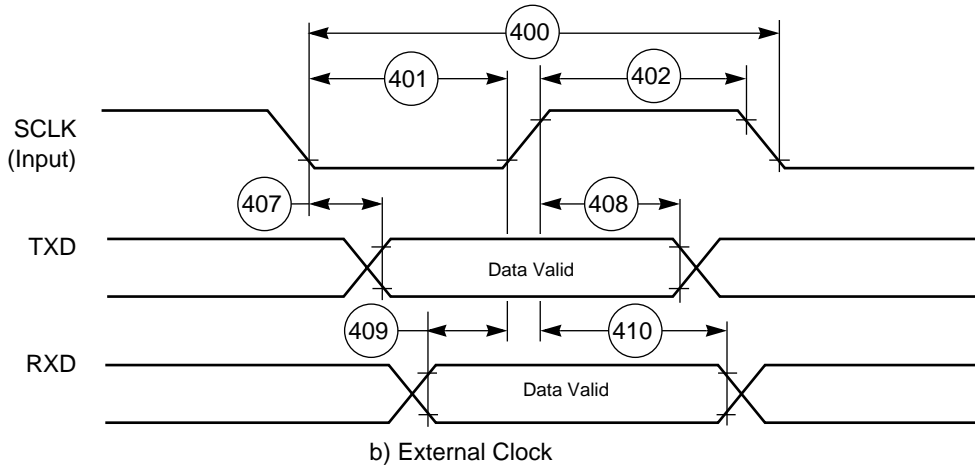 400
401
402
SCLK
(Input)
407
408
TXD
Data Valid
409
410
RXD
Data Valid
b) External Clock